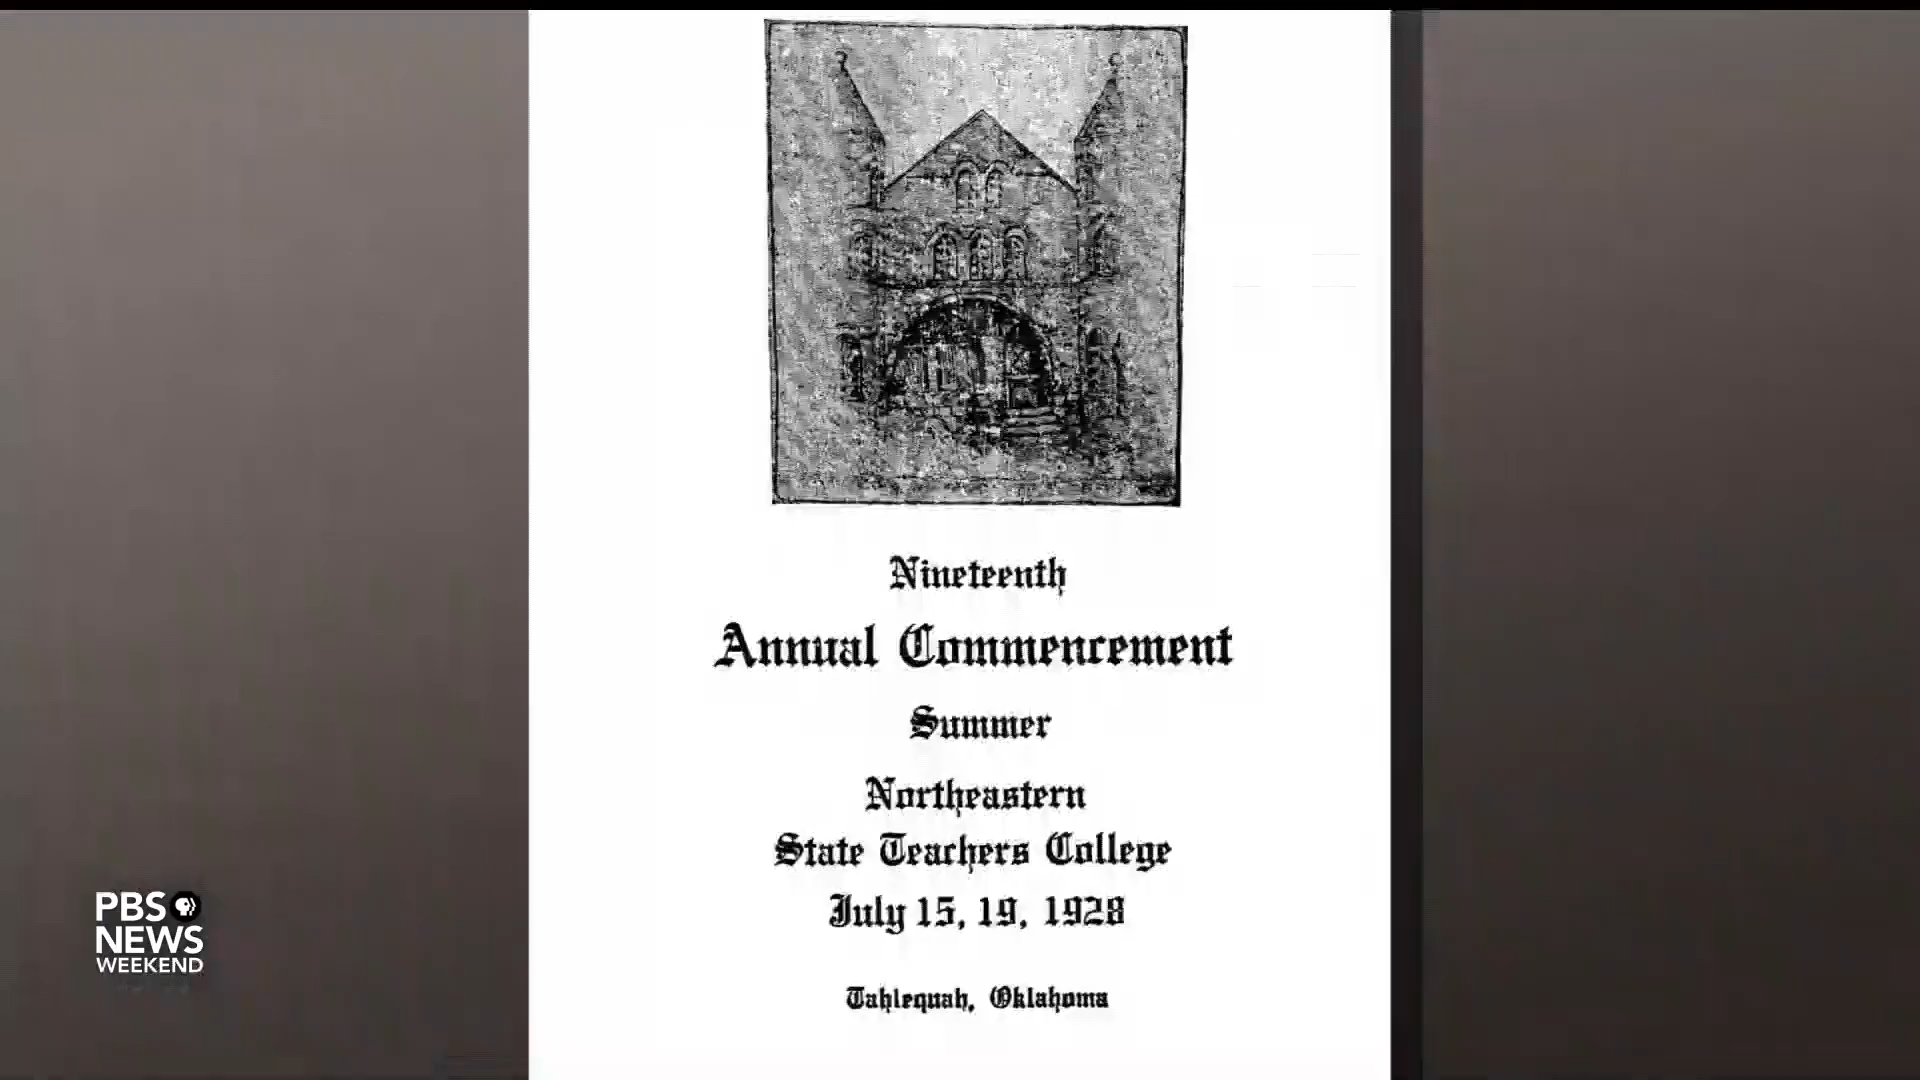 Nineteenth
Annual Commencement
Summer
Northeastern
State Teachers College
July 15, 19, 1928
Tahlequah, Oklahoma
PBS
NEWS
WEEKEND